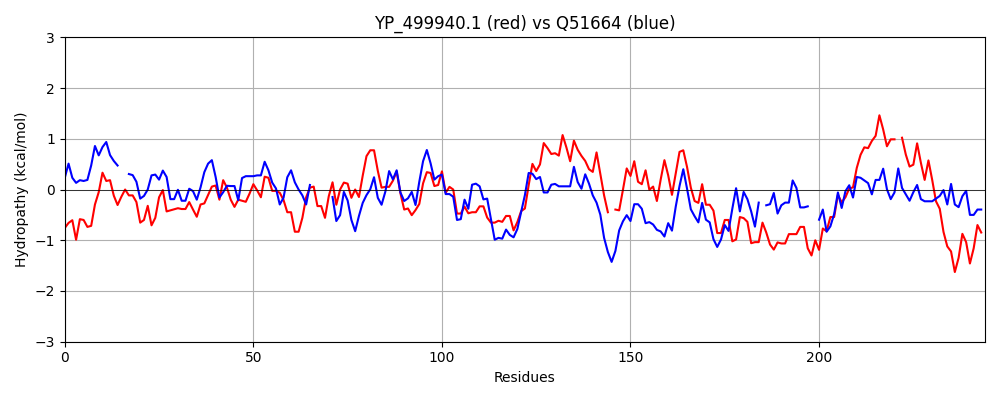 YP_499940.1 (red) vs Q51664 (blue)
Hydropathy (kcal/mol)
3
2
1
0
−1
−2
−3
0 50 100 150 200
Residues